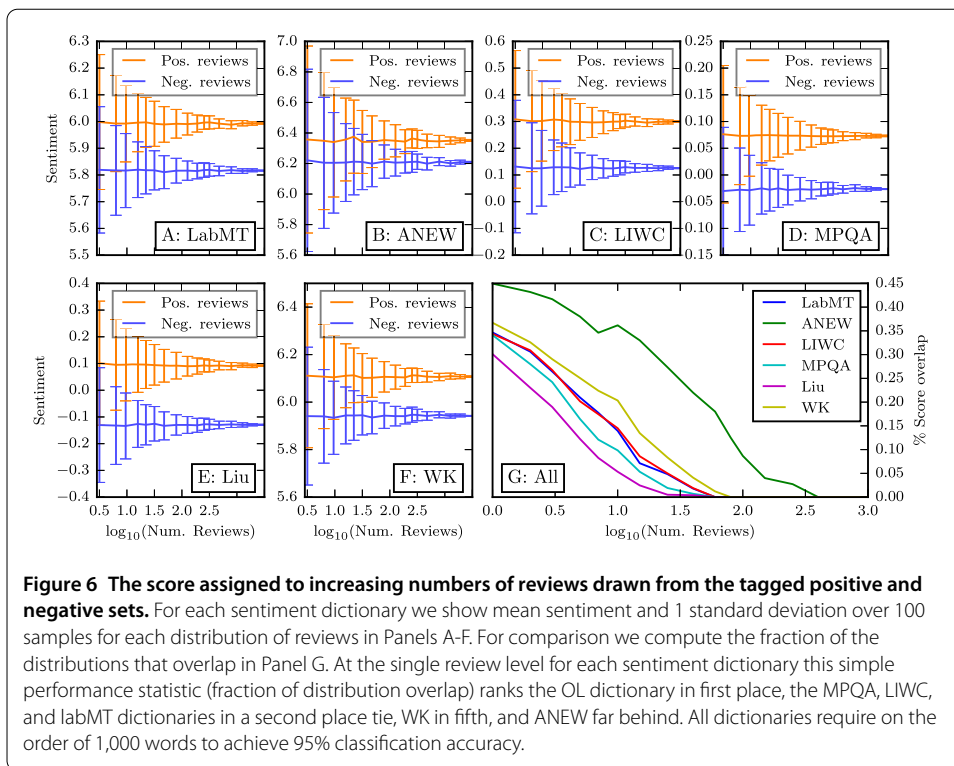 6.3
6.2
6.1
6.0
5.9
5.8
5.7
5.6
5.5
Sentiment
Pos. reviews
Neg. reviews
A: LabMT
7.0
6.8
6.6
6.4
6.2
6.0
5.8
5.6
Pos. reviews
Neg. reviews
B: ANEW
0.6
0.5
0.4
0.3
0.2
0.1
0.0
0.1
0.2
Pos. reviews
Neg. reviews
C: LIWC
0.25
0.20
0.15
0.10
0.05
0.00
0.05
0.10
0.15
Pos. reviews
Neg. reviews
D: MPQA
0.4
0.3
0.2
0.1
0.0
−0.1
−0.2
−0.3
−0.4
Sentiment
Pos. reviews
Neg. reviews
E: Liu
0.5 1.0 1.5 2.0 2.5
log10(Num. Reviews)
6.4
6.2
6.1
5.9
5.8
5.6
Pos. reviews
Neg. reviews
F: WK
0.5 1.0 1.5 2.0 2.5
log10(Num. Reviews)
LabMT
ANEW
LIWC
MPQA
Liu
WK
G: All
0.45
0.40
0.35
0.30
0.25
0.20
0.15
0.10
0.05
0.00
% Score overlap
0.0 0.5 1.0 1.5 2.0 2.5 3.0
log10(Num. Reviews)
Figure 6 The score assigned to increasing numbers of reviews drawn from the tagged positive and
negative sets. For each sentiment dictionary we show mean sentiment and 1 standard deviation over 100
samples for each distribution of reviews in Panels A-F. For comparison we compute the fraction of the
distributions that overlap in Panel G. At the single review level for each sentiment dictionary this simple
performance statistic (fraction of distribution overlap) ranks the OL dictionary in first place, the MPQA, LIWC,
and labMT dictionaries in a second place tie, WK in fifth, and ANEW far behind. All dictionaries require on the
order of 1,000 words to achieve 95% classification accuracy.